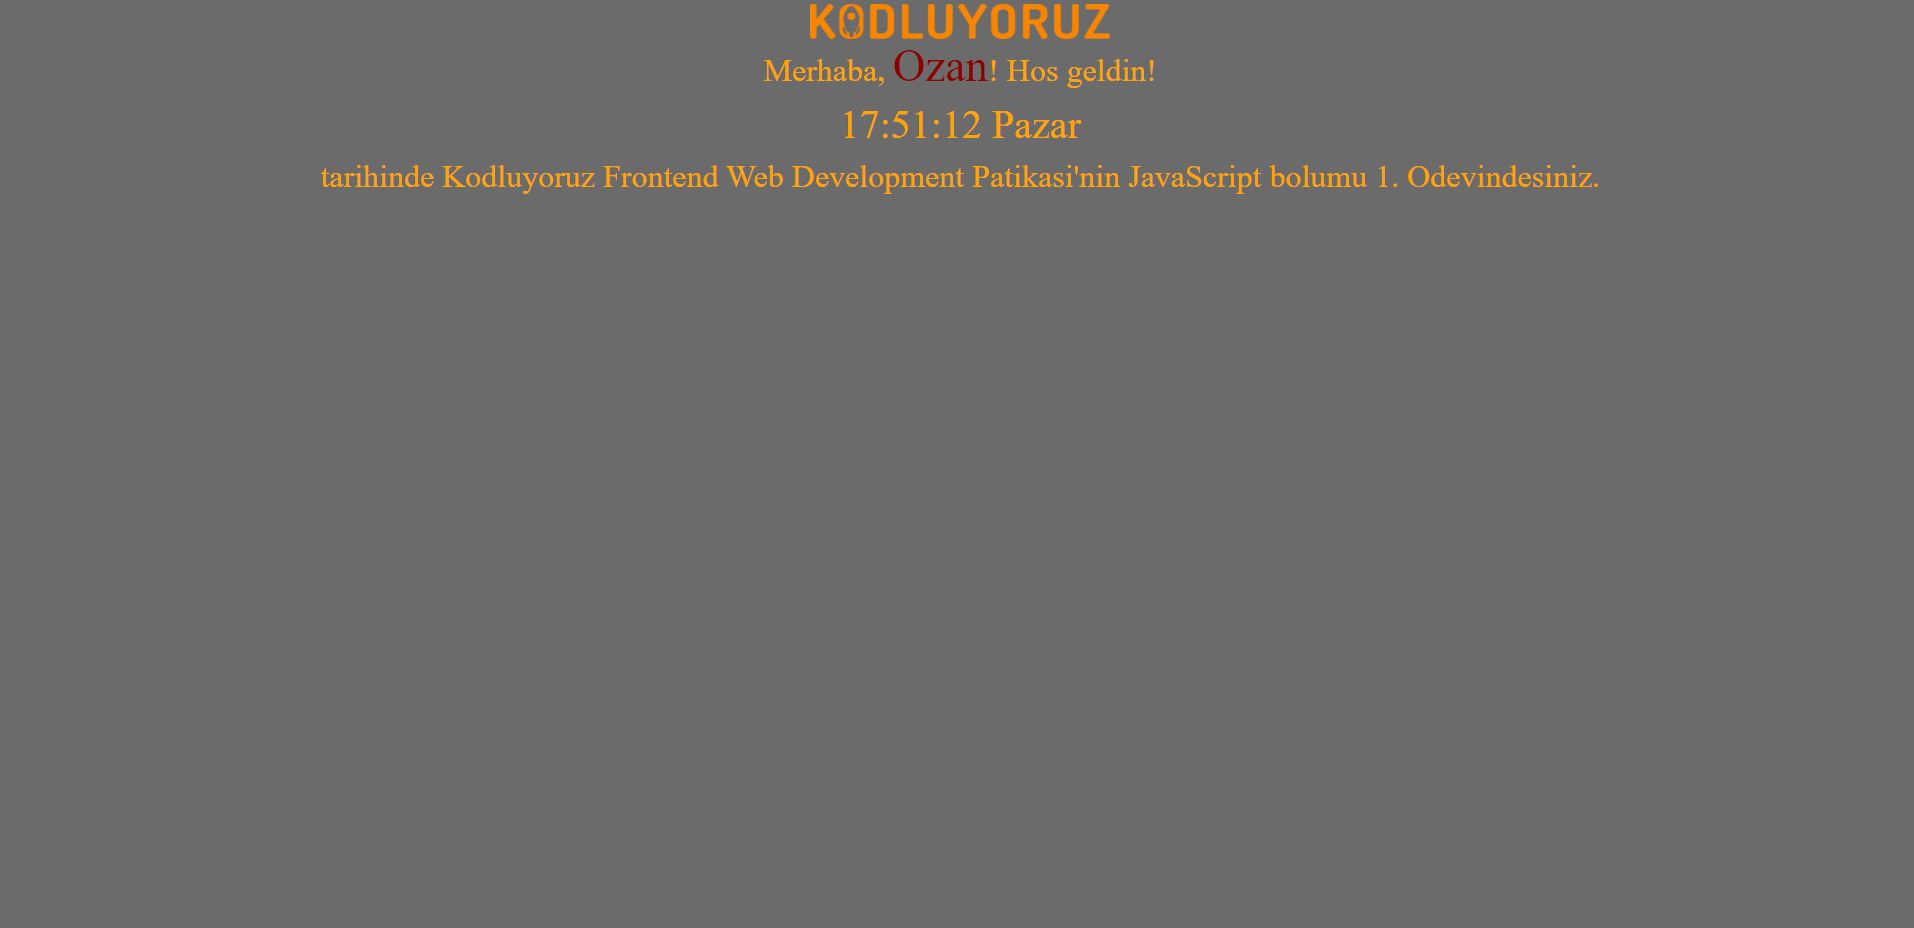 KODLUYORUZ
Merhaba, Ozan! Hos geldin!
17:51:12 Pazar
tarihinde Kodluyoruz Frontend Web Development Patikasi'nin JavaScript bolumu 1. Odevindesiniz.